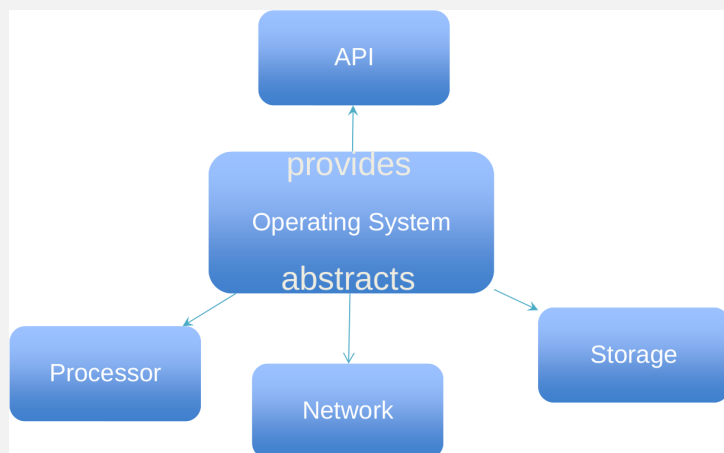 API
provides
Operating System
abstracts
Processor
Storage
Network